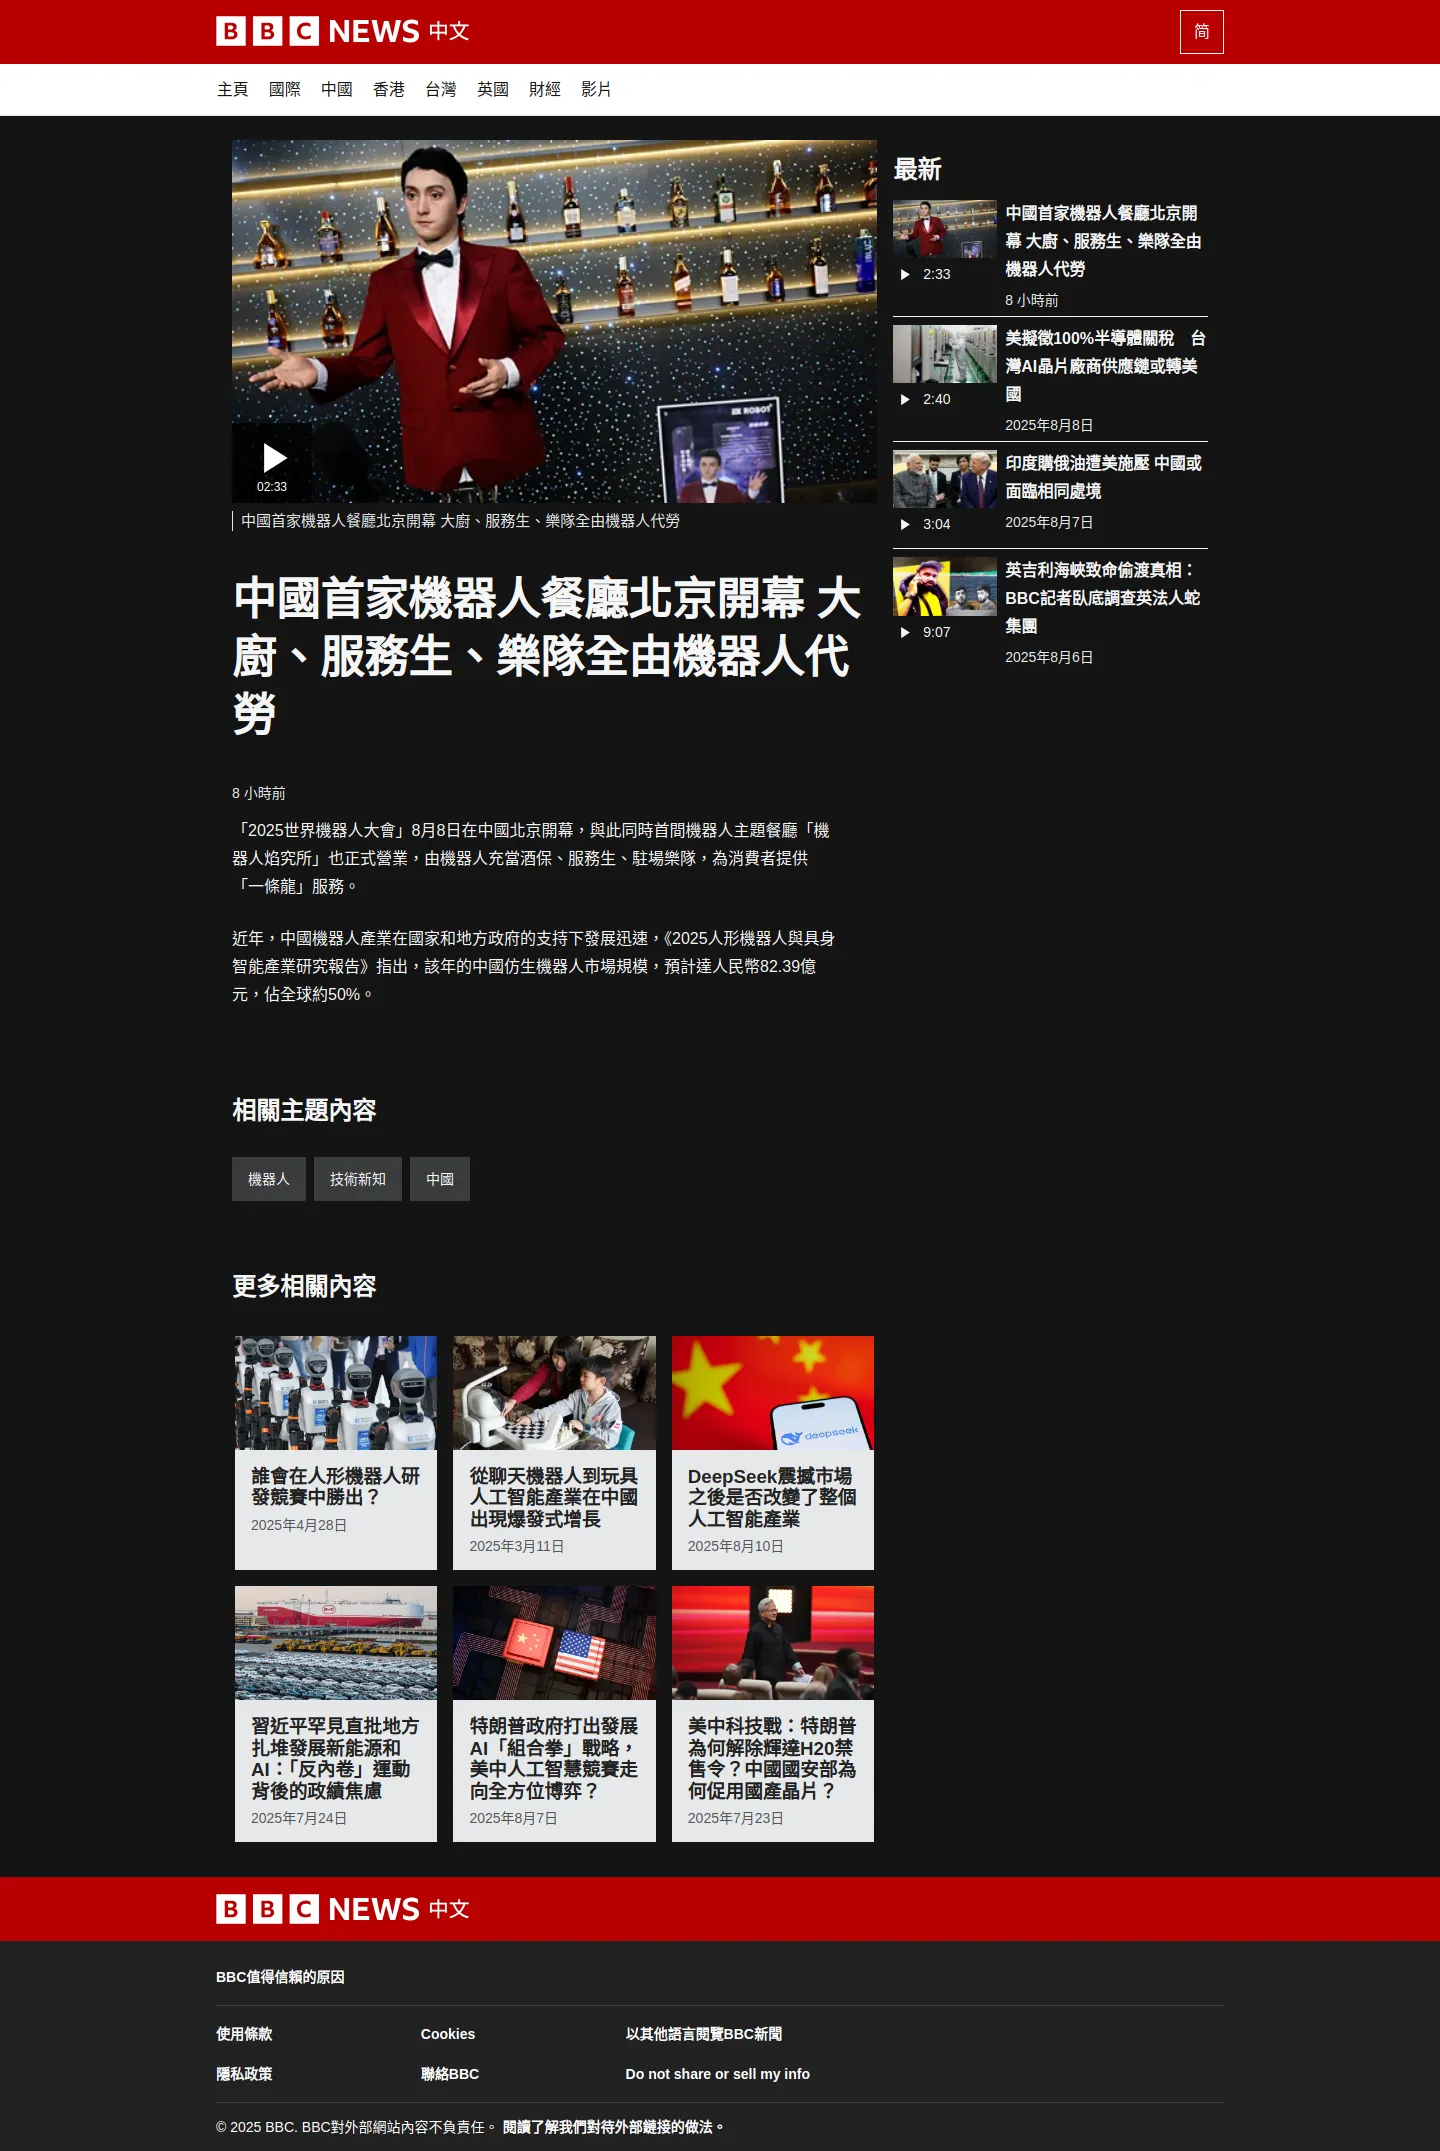 BBC NEWS 中文
简
主頁 國際 中國 香港 台灣 英國 財經 影片
02:33
中國首家機器人餐廳北京開幕 大廚、服務生、樂隊全由機器人代勞
中國首家機器人餐廳北京開幕 大
廚、服務生、樂隊全由機器人代
勞
8 小時前
「2025世界機器人大會」8月8日在中國北京開幕，與此同時首間機器人主題餐廳「機
器人焰究所」也正式營業，由機器人充當酒保、服務生、駐場樂隊，為消費者提供
「一條龍」服務。
近年，中國機器人產業在國家和地方政府的支持下發展迅速，《2025人形機器人與具身
智能產業研究報告》指出，該年的中國仿生機器人市場規模，預計達人民幣82.39億
元，佔全球約50%。
最新
中國首家機器人餐廳北京開
幕 大廚、服務生、樂隊全由
機器人代勞
2:33
8 小時前
美擬徵100%半導體關稅　台
灣AI晶片廠商供應鏈或轉美
國
2:40
2025年8月8日
印度購俄油遭美施壓 中國或
面臨相同處境
3:04
2025年8月7日
英吉利海峽致命偷渡真相：
BBC記者臥底調查英法人蛇
集團
9:07
2025年8月6日
相關主題內容
機器人 技術新知 中國
更多相關內容
誰會在人形機器人研
發競賽中勝出？
2025年4月28日
從聊天機器人到玩具
人工智能產業在中國
出現爆發式增長
2025年3月11日
deepseek
DeepSeek震撼市場
之後是否改變了整個
人工智能產業
2025年8月10日
習近平罕見直批地方
扎堆發展新能源和
AI：「反內卷」運動
背後的政績焦慮
2025年7月24日
特朗普政府打出發展
AI「組合拳」戰略，
美中人工智慧競賽走
向全方位博弈？
2025年8月7日
美中科技戰：特朗普
為何解除輝達H20禁
售令？中國國安部為
何促用國產晶片？
2025年7月23日
BBC NEWS 中文
BBC值得信賴的原因
使用條款 Cookies 以其他語言閱覽BBC新聞
隱私政策 聯絡BBC Do not share or sell my info
© 2025 BBC. BBC對外部網站內容不負責任。 閱讀了解我們對待外部鏈接的做法。